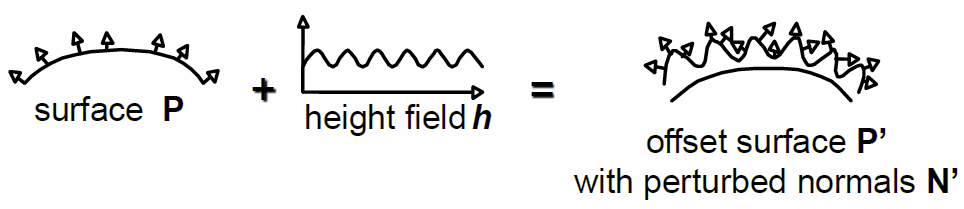 surface P
+
height field h
=
offset surface P’
with perturbed normals N’